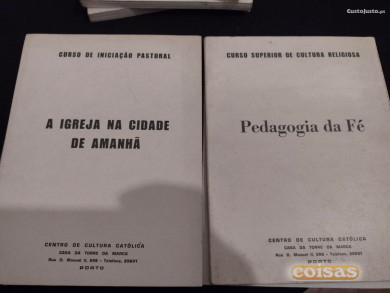 CustoJusto.pt
CURSO DE INICIAÇÃO PASTORAL
A IGREJA NA CIDADE
DE AMANHÃ
CENTRO DE CULTURA CATÓLICA
CASA DA TORRE DA MARCA
PORTO
CURSO SUPERIOR DE CULTURA RELIGIOSA
Pedagogia da Fé
CENTRO DE CULTURA CATÓLICA
CASA DA TORRE DA MARCA
PORTO
coisas